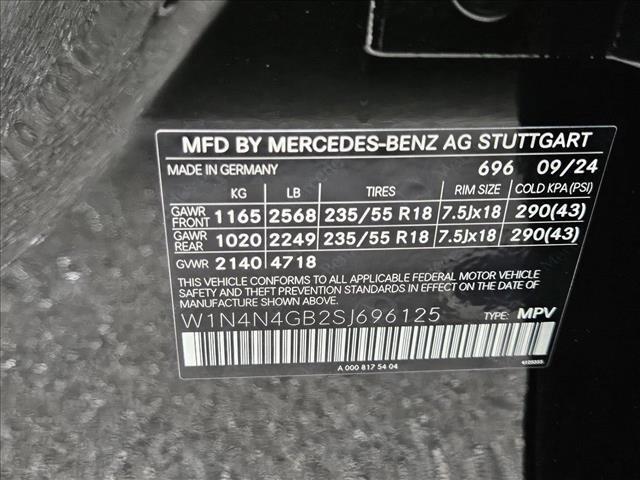 MFD BY MERCEDES-BENZ AG STUTTGART
MADE IN GERMANY 696 09/24
KG LB TIRES RIM SIZE COLD KPA(PSI)
GAWR FRONT 1165 2568 235/55 R18 7.5Jx18 290(43)
GAWR REAR 1020 2249 235/55 R18 7.5Jx18 290(43)
GVWR 2140 4718
THIS VEHICLE CONFORMS TO ALL APPLICABLE FEDERAL MOTOR VEHICLE
SAFETY AND THEFT PREVENTION STANDARDS IN EFFECT ON THE DATE OF
MANUFACTURE SHOWN ABOVE.
W1N4N4GB2SJ696125 TYPE: MPV
A 000 817 54 04